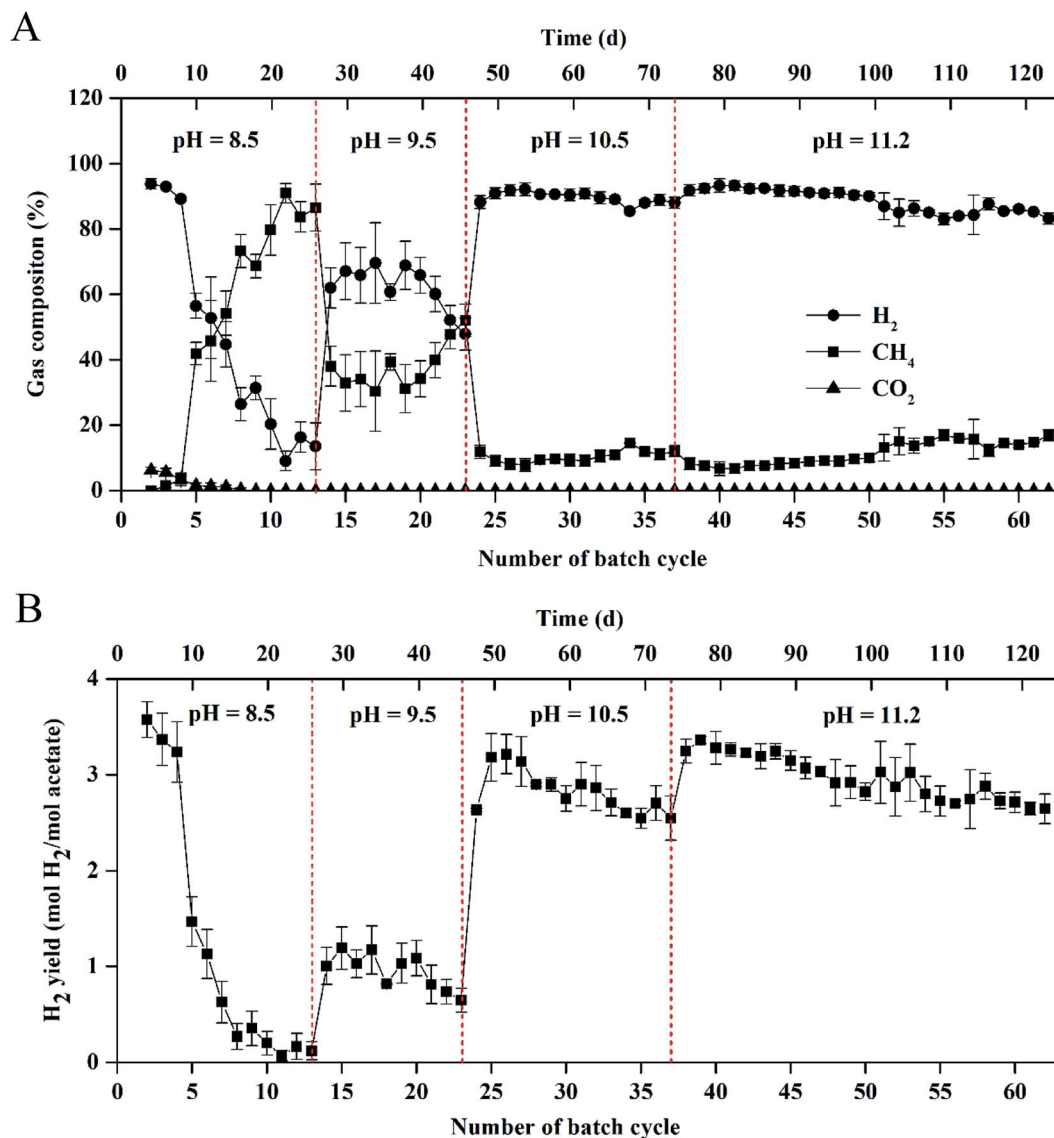 A
Time (d)
0 10 20 30 40 50 60 70 80 90 100 110 120
120
pH = 8.5 pH = 9.5 pH = 10.5 pH = 11.2
100
80
60
40
20
0
Gas compositon (%)
H₂
CH₄
CO₂
0 5 10 15 20 25 30 35 40 45 50 55 60
Number of batch cycle
B
Time (d)
0 10 20 30 40 50 60 70 80 90 100 110 120
4
pH = 8.5 pH = 9.5 pH = 10.5 pH = 11.2
3
2
1
0
H₂ yield (mol H₂/mol acetate)
0 5 10 15 20 25 30 35 40 45 50 55 60
Number of batch cycle